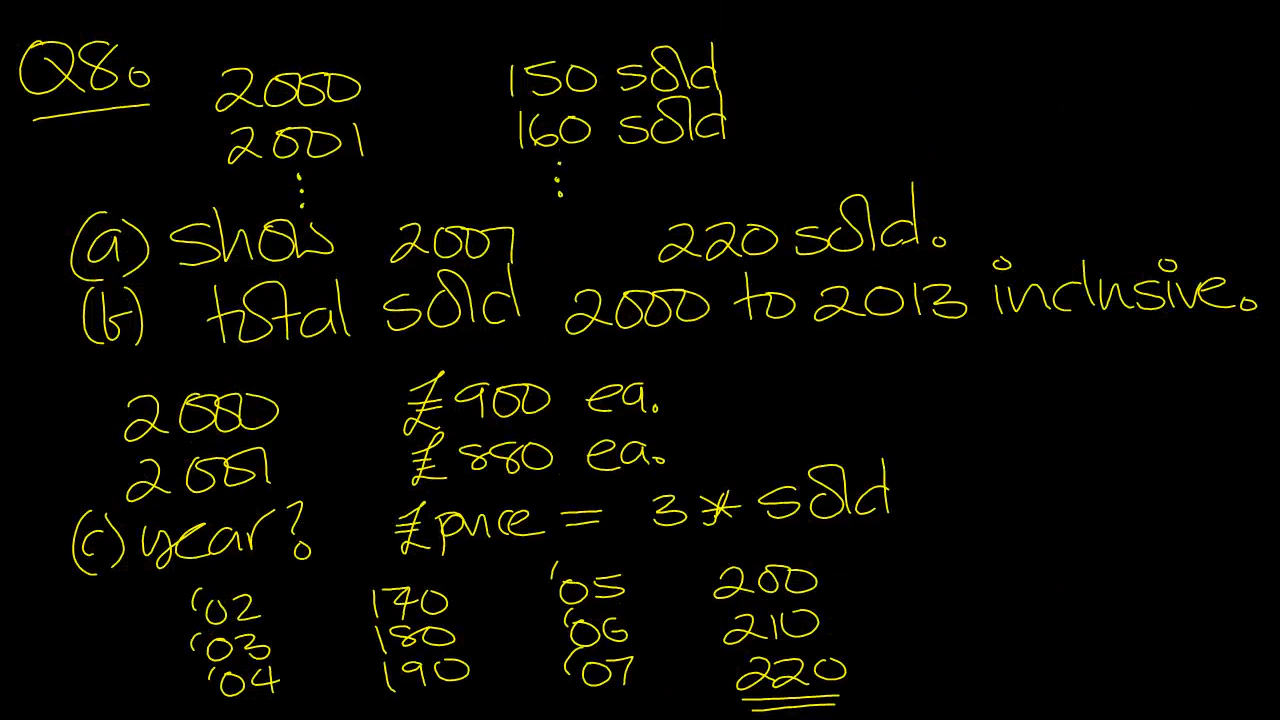 Q8. 2000 150 sold
2001 160 sold
⋮ ⋮
(a) show 2007 220 sold.
(b) total sold 2000 to 2013 inclusive.
2000 £900 ea.
2001 £880 ea.
(c) year? £price = 3* sold
'02 170 '05 200
'03 180 '06 210
'04 190 '07 220